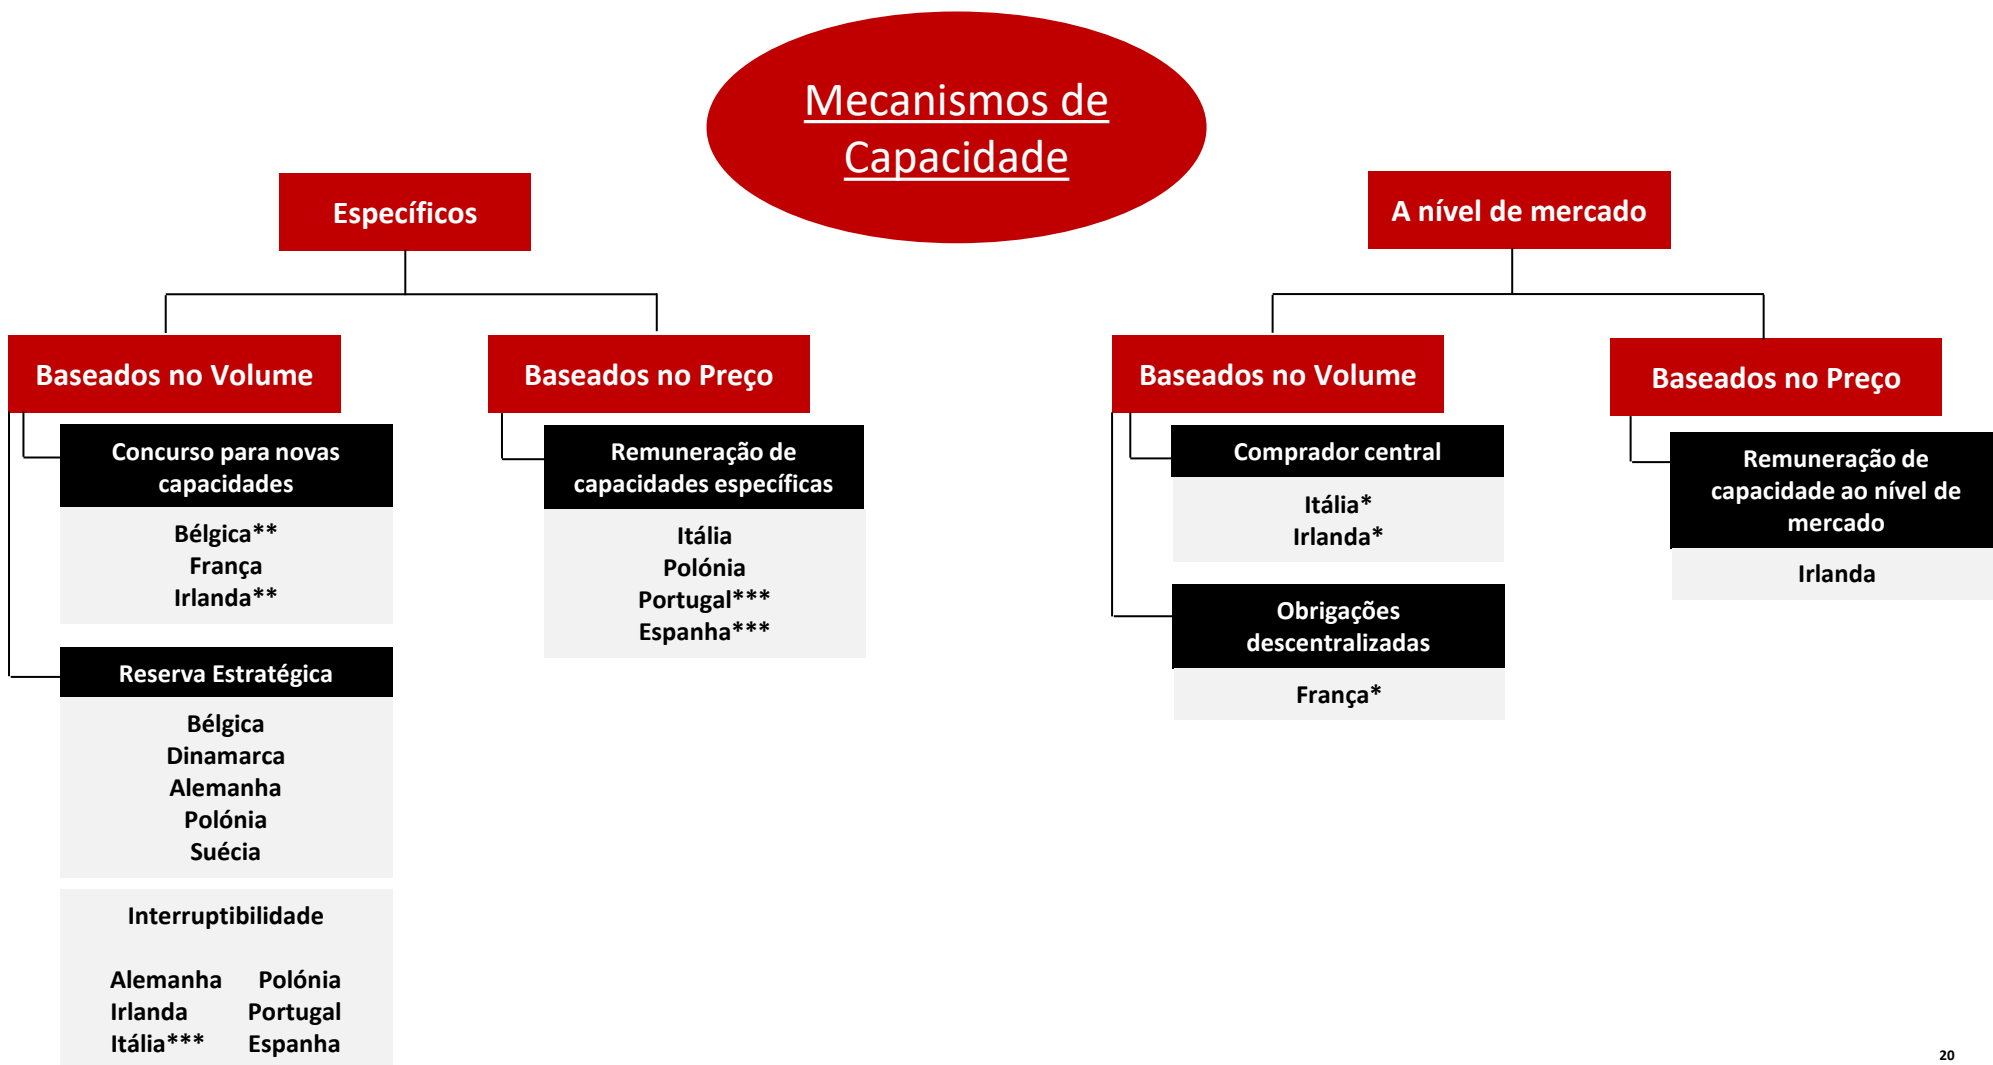 Mecanismos de
Capacidade
Específicos
Baseados no Volume
Concurso para novas
capacidades
Bélgica**
França
Irlanda**
Reserva Estratégica
Bélgica
Dinamarca
Alemanha
Polónia
Suécia
Interruptibilidade
Alemanha Polónia
Irlanda Portugal
Itália*** Espanha
Baseados no Preço
Remuneração de
capacidades específicas
Itália
Polónia
Portugal***
Espanha***
A nível de mercado
Baseados no Volume
Comprador central
Itália*
Irlanda*
Obrigações
descentralizadas
França*
Baseados no Preço
Remuneração de
capacidade ao nível de
mercado
Irlanda
20